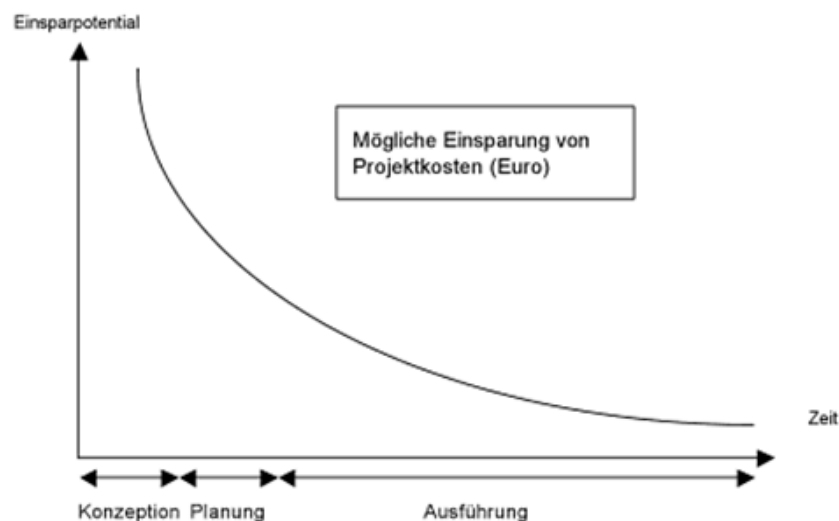 Einsparpotential
Mögliche Einsparung von
Projektkosten (Euro)
Zeit
Konzeption Planung Ausführung